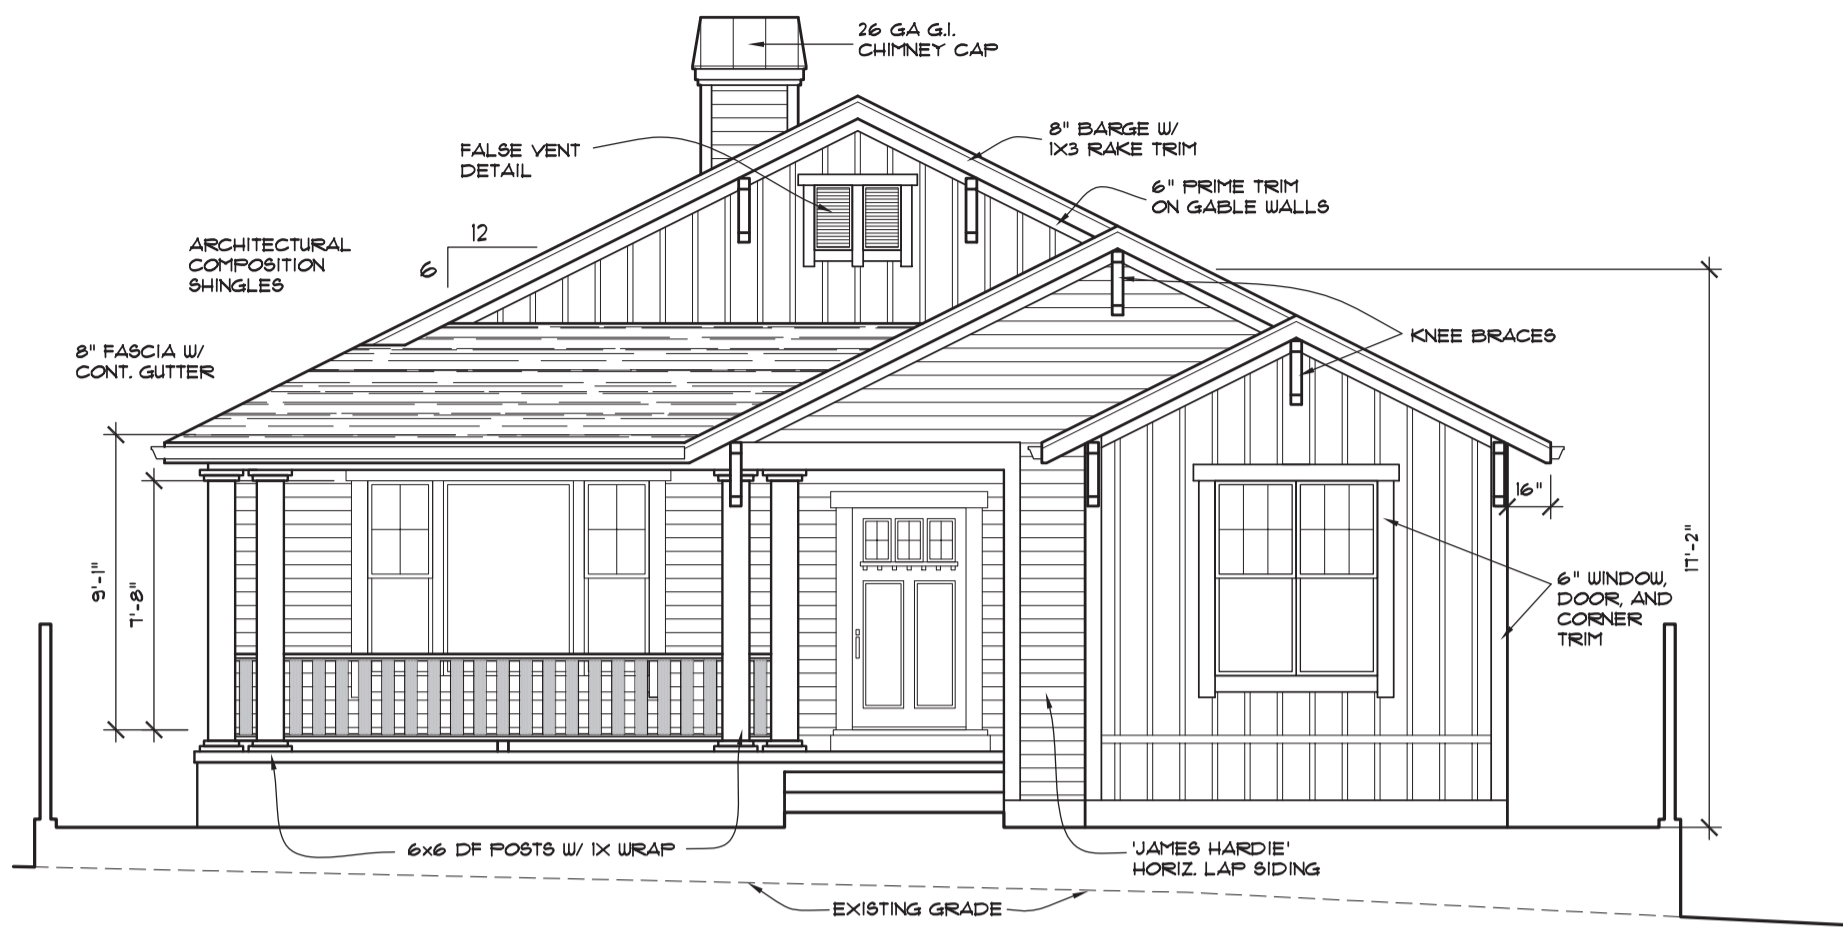 26 GA G.I.
CHIMNEY CAP
FALSE VENT
DETAIL
8" BARGE W/
1X3 RAKE TRIM
6" PRIME TRIM
ON GABLE WALLS
12
6
ARCHITECTURAL
COMPOSITION
SHINGLES
8" FASCIA W/
CONT. GUTTER
KNEE BRACES
16"
9'-1"
7'-8"
17'-2"
6" WINDOW,
DOOR, AND
CORNER
TRIM
6x6 DF POSTS W/ 1X WRAP
'JAMES HARDIE'
HORIZ. LAP SIDING
EXISTING GRADE